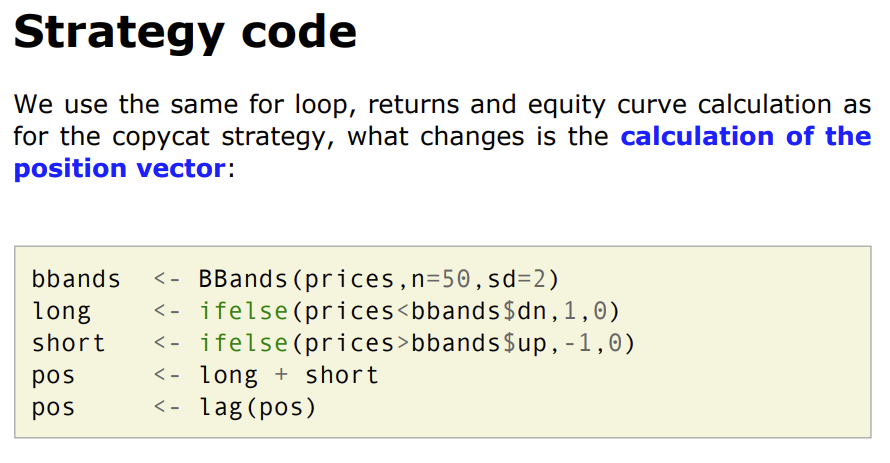 Strategy code
We use the same for loop, returns and equity curve calculation as
for the copycat strategy, what changes is the calculation of the
position vector:
bbands  <- BBands(prices,n=50,sd=2)
long    <- ifelse(prices<bbands$dn,1,0)
short   <- ifelse(prices>bbands$up,-1,0)
pos     <- long + short
pos     <- lag(pos)